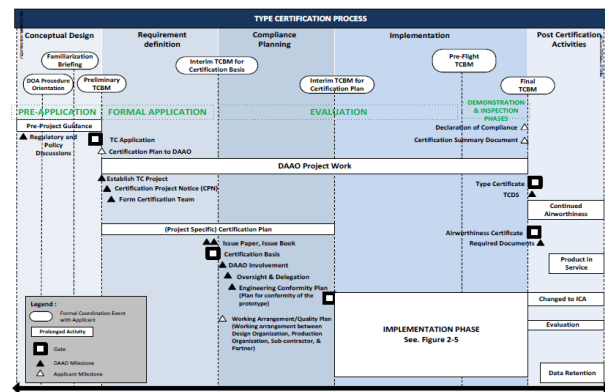 TYPE CERTIFICATION PROCESS
Conceptual Design
Requirement
definition
Compliance
Planning
Implementation
Post Certification
Activities
Familiarization
Briefing
DOA Procedure
Orientation
Preliminary
TCBM
Interim TCBM for
Certification Basis
Interim TCBM for
Certification Plan
Pre-Flight
TCBM
Final
TCBM
PRE-APPLICATION
FORMAL APPLICATION
EVALUATION
DEMONSTRATION
& INSPECTION
PHASES
Pre-Project Guidance
Regulatory and
Policy
Discussions
TC Application
Certification Plan to DAAO
Declaration of Compliance
Certification Summary Document
DAAO Project Work
Establish TC Project
Certification Project Notice (CPN)
Form Certification Team
Type Certificate
TCDS
Continued
Airworthiness
(Project Specific) Certification Plan
Issue Paper, Issue Book
Certification Basis
DAAO Involvement
Oversight & Delegation
Engineering Conformity Plan
(Plan for conformity of the
prototype)
Airworthiness Certificate
Required Documents
Product in
Service
Working Arrangement/Quality Plan
(Working arrangement between
Design Organization, Production
Organization, Sub-contractor, &
Partner)
IMPLEMENTATION PHASE
See. Figure 2-5
Changed to ICA
Evaluation
Data Retention
Legend :
Formal Coordination Event
with Applicant
Prolonged Activity
Gate
DAAO Milestone
Applicant Milestone